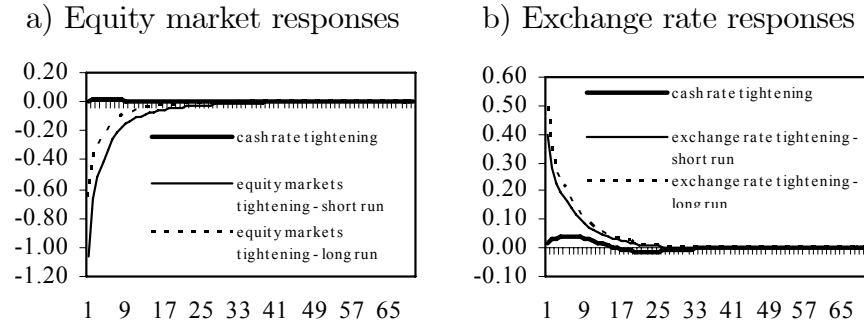 a) Equity market responses
0.20
0.00
-0.20
-0.40
-0.60
-0.80
-1.00
-1.20
cash rate tightening
equity markets
tightening - short run
equity markets
tightening - long run
1 9 17 25 33 41 49 57 65
b) Exchange rate responses
0.60
0.50
0.40
0.30
0.20
0.10
0.00
-0.10
cash rate tightening
exchange rate tightening -
short run
exchange rate tightening -
long run
1 9 17 25 33 41 49 57 65